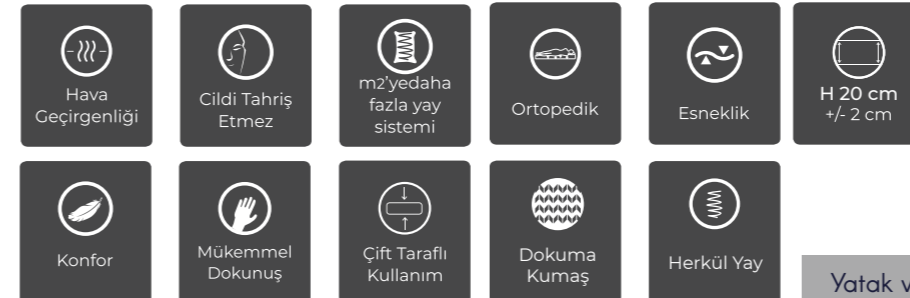 Hava
Geçirgenliği
Cildi Tahriş
Etmez
m2'yedaha
fazla yay
sistemi
Ortopedik
Esneklik
H 20 cm
+/- 2 cm
Konfor
Mükemmel
Dokunuş
Çift Taraflı
Kullanım
Dokuma
Kumaş
Herkül Yay
Yatak v